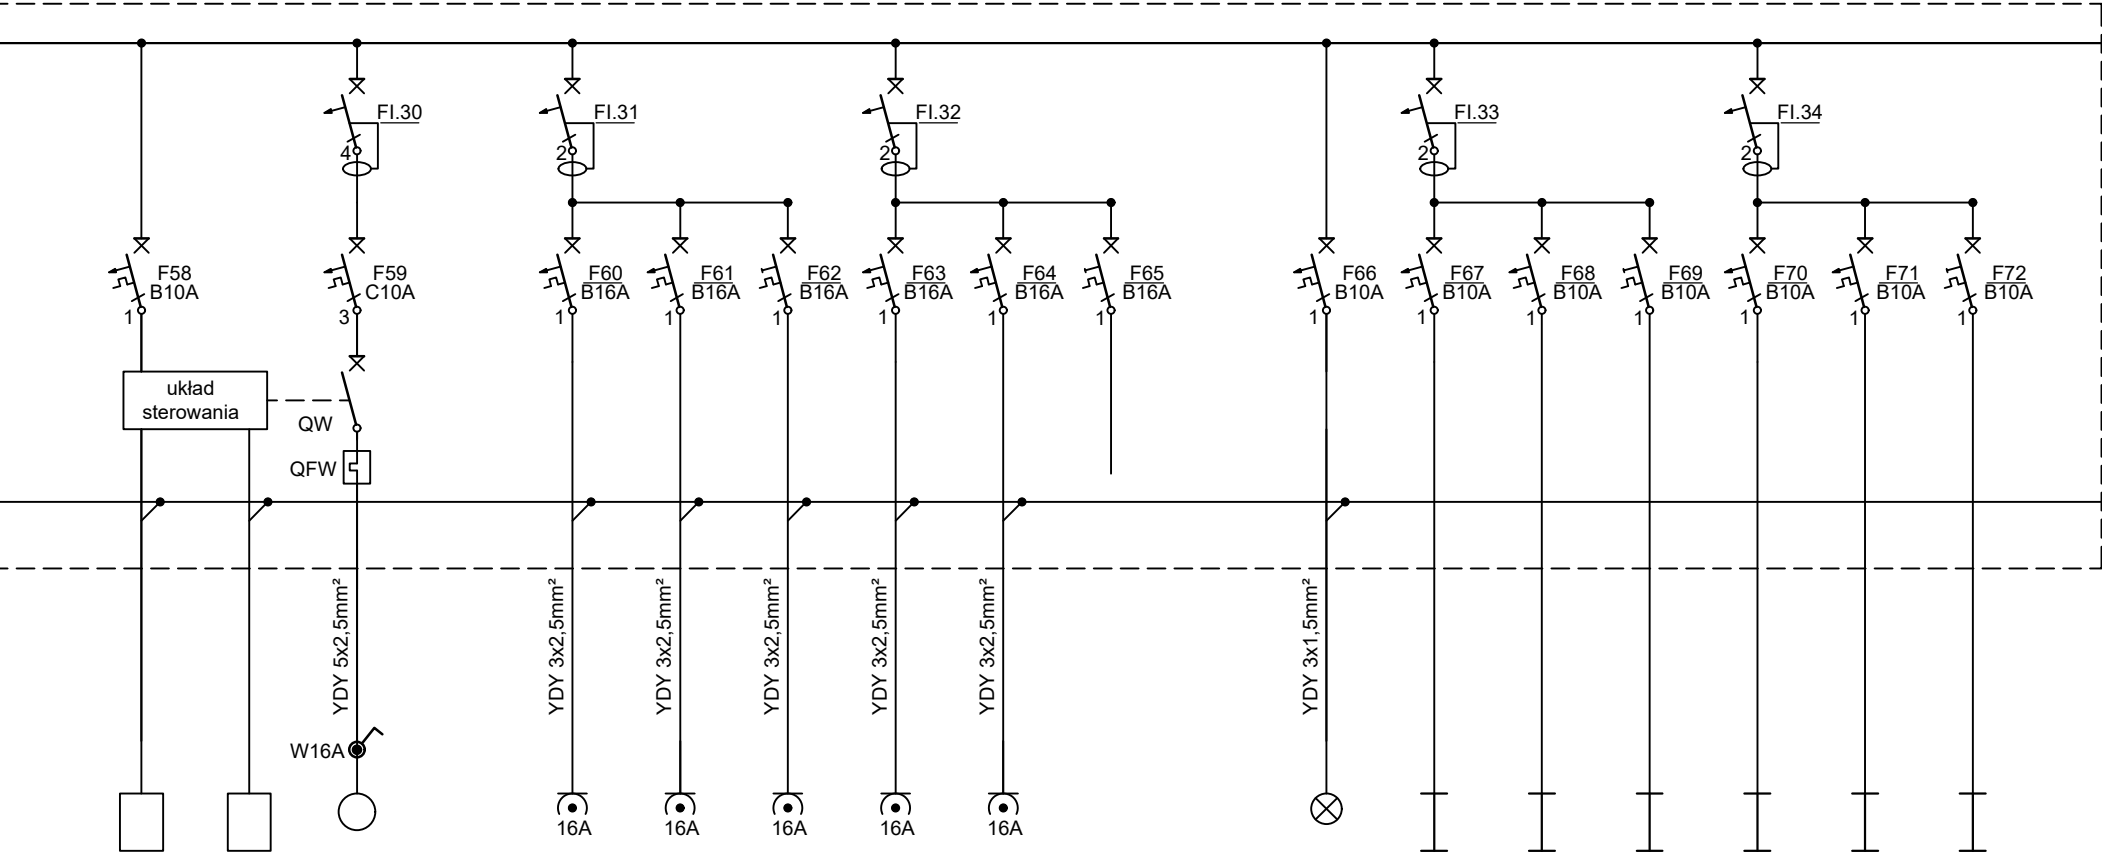 FI.30
FI.31
FI.32
FI.33
FI.34
4
2
2
2
2
F58
B10A
F59
C10A
F60
B16A
F61
B16A
F62
B16A
F63
B16A
F64
B16A
F65
B16A
F66
B10A
F67
B10A
F68
B10A
F69
B10A
F70
B10A
F71
B10A
F72
B10A
1
3
1
1
1
1
1
1
1
1
1
1
1
1
1
układ
sterowania
QW
QFW
YDY 5x2,5mm²
YDY 3x2,5mm²
YDY 3x2,5mm²
YDY 3x2,5mm²
YDY 3x2,5mm²
YDY 3x2,5mm²
YDY 3x1,5mm²
W16A
16A
16A
16A
16A
16A